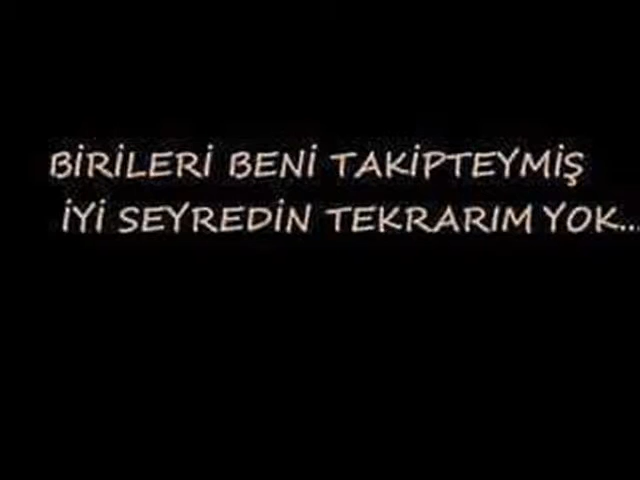 BİRİLERİ BENİ TAKİPTEYMİŞ
İYİ SEYREDİN TEKRARIM YOK...